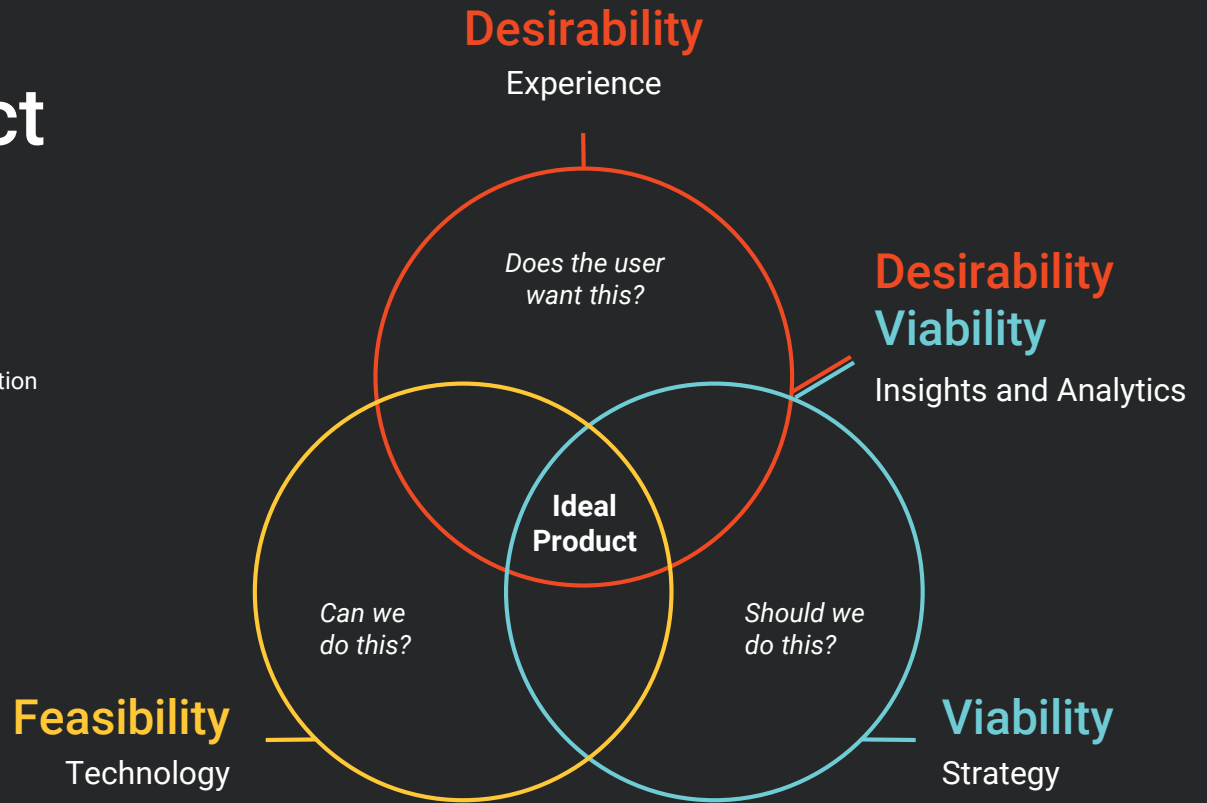 Desirability
Experience
ct
Does the user
want this?
Desirability
Viability
tion
Insights and Analytics
Ideal
Product
Can we
do this?
Should we
do this?
Feasibility
Technology
Viability
Strategy